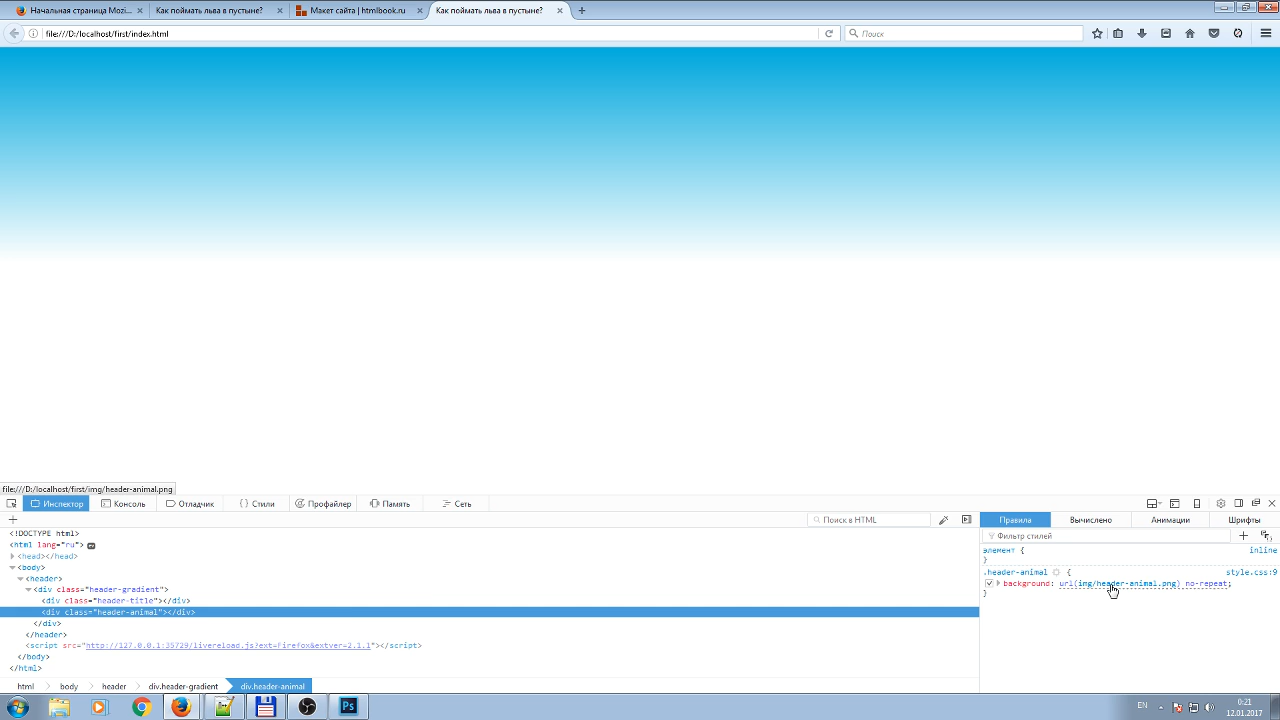 Начальная страница Mozi...
Как поймать льва в пустыне?
Макет сайта | htmlbook.ru
Как поймать льва в пустыне?
file:///D:/localhost/first/index.html
Поиск
file:///D:/localhost/first/img/header-animal.png
Инспектор
Консоль
Отладчик
{ } Стили
Профайлер
Память
Сеть
Поиск в HTML
Правила
Вычислено
Анимации
Шрифты
<!DOCTYPE html>
<html lang="ru">
<head></head>
<body>
<header>
<div class="header-gradient">
<div class="header-title"></div>
<div class="header-animal"></div>
</div>
</header>
<script src="http://127.0.0.1:35729/livereload.js?ext=Firefox&extver=2.1.1"></script>
</body>
</html>
Фильтр стилей
элемент {
inline
}
.header-animal {
style.css:9
background: url(img/header-animal.png) no-repeat;
}
html
body
header
div.header-gradient
div.header-animal
Ps
EN
0:21
12.01.2017